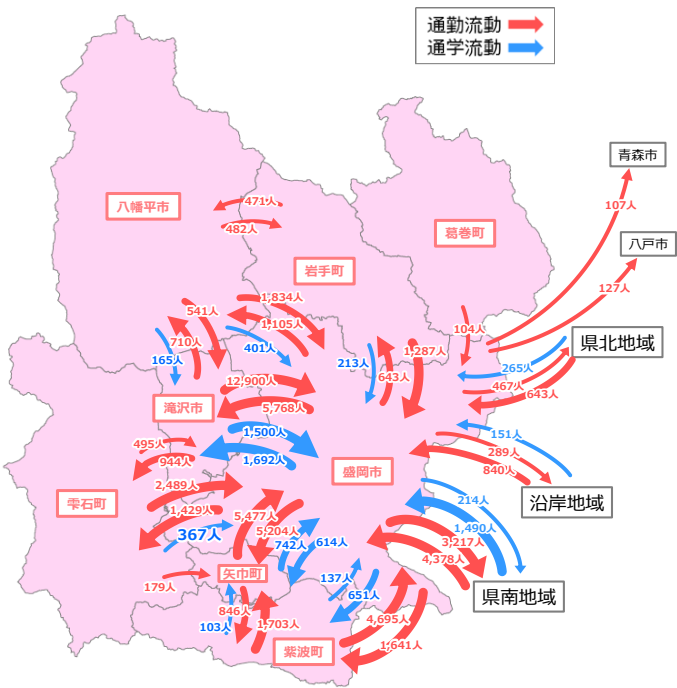 通勤流動
通学流動
青森市
107人
八幡平市
471人
482人
葛巻町
八戸市
岩手町
127人
541人
1,834人
1,105人
104人
710人
165人
401人
213人
1,287人
643人
県北地域
265人
467人
643人
12,900人
5,768人
滝沢市
1,500人
151人
495人
944人
1,692人
289人
盛岡市
840人
2,489人
雫石町
1,429人
沿岸地域
214人
5,477人
5,204人
1,490人
367人
742人
614人
3,217人
4,378人
矢巾町
179人
137人
651人
県南地域
846人
103人
1,703人
4,695人
1,641人
紫波町